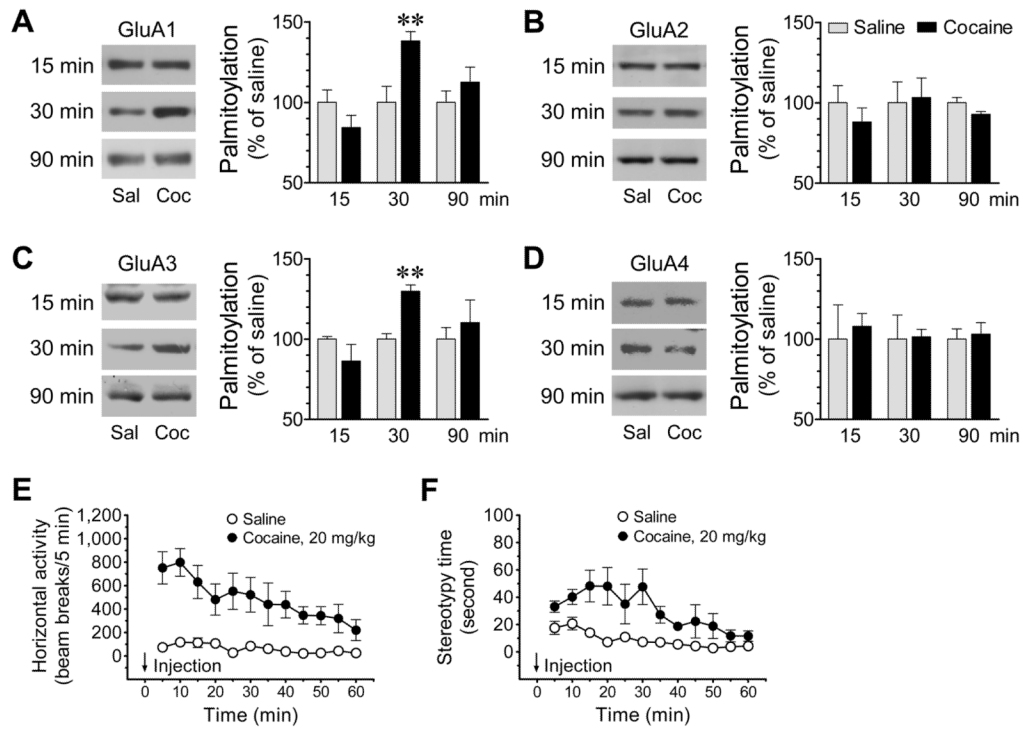 A
GluA1
15 min
30 min
90 min
Sal Coc
Palmitoylation
(% of saline)
150
100
50
**
15 30 90 min
B
GluA2
15 min
30 min
90 min
Sal Coc
Palmitoylation
(% of saline)
150
100
50
Saline Cocaine
15 30 90 min
C
GluA3
15 min
30 min
90 min
Sal Coc
Palmitoylation
(% of saline)
150
100
50
**
15 30 90 min
D
GluA4
15 min
30 min
90 min
Sal Coc
Palmitoylation
(% of saline)
150
100
50
15 30 90 min
E
Horizontal activity
(beam breaks/5 min)
1,200
1,000
800
600
400
200
0
Saline
Cocaine, 20 mg/kg
Injection
0 10 20 30 40 50 60
Time (min)
F
Stereotypy time
(second)
100
80
60
40
20
0
Saline
Cocaine, 20 mg/kg
Injection
0 10 20 30 40 50 60
Time (min)